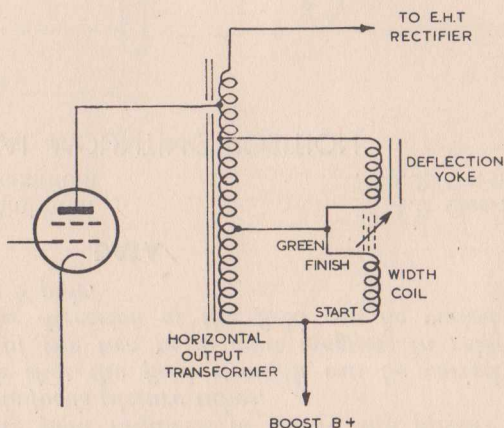 TO E.H.T
RECTIFIER
DEFLECTION
YOKE
GREEN
FINISH
WIDTH
COIL
START
HORIZONTAL
OUTPUT
TRANSFORMER
BOOST B+